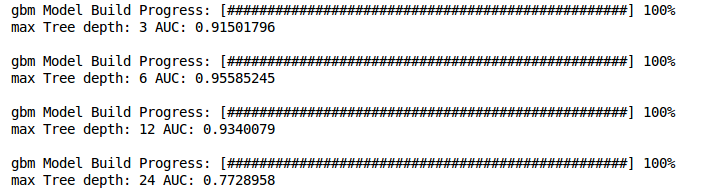 gbm Model Build Progress: [##################################################] 100%
max Tree depth: 3 AUC: 0.91501796
gbm Model Build Progress: [##################################################] 100%
max Tree depth: 6 AUC: 0.95585245
gbm Model Build Progress: [##################################################] 100%
max Tree depth: 12 AUC: 0.9340079
gbm Model Build Progress: [##################################################] 100%
max Tree depth: 24 AUC: 0.7728958